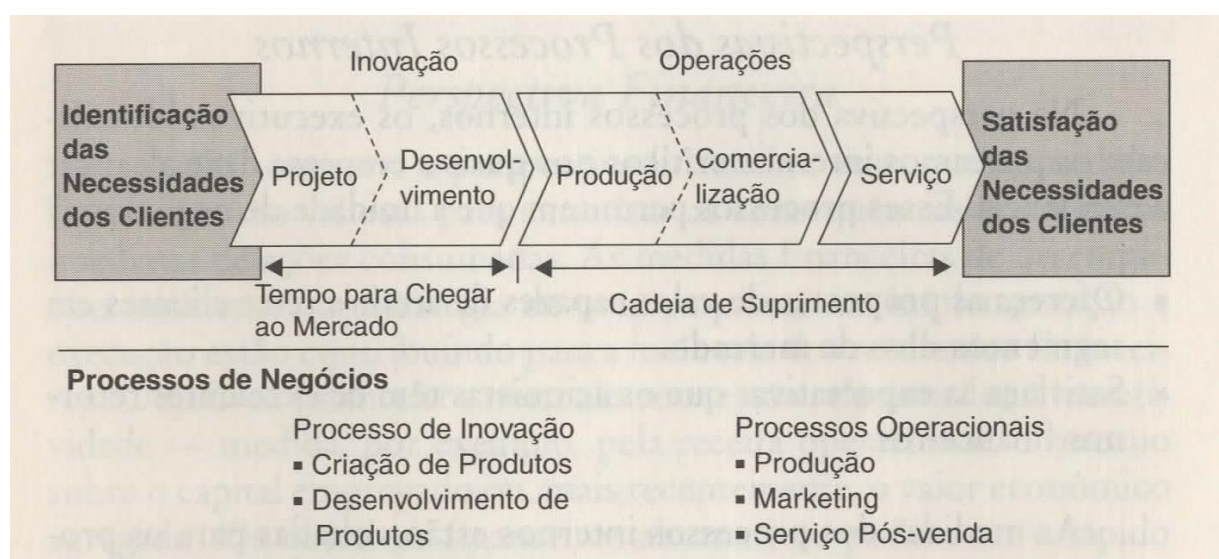 Inovação
Operações
Identificação
das
Necessidades
dos Clientes
Projeto
Desenvol-
vimento
Produção
Comercia-
lização
Serviço
Satisfação
das
Necessidades
dos Clientes
Tempo para Chegar
ao Mercado
Cadeia de Suprimento
Processos de Negócios
Processo de Inovação
▪ Criação de Produtos
▪ Desenvolvimento de
Produtos
Processos Operacionais
▪ Produção
▪ Marketing
▪ Serviço Pós-venda